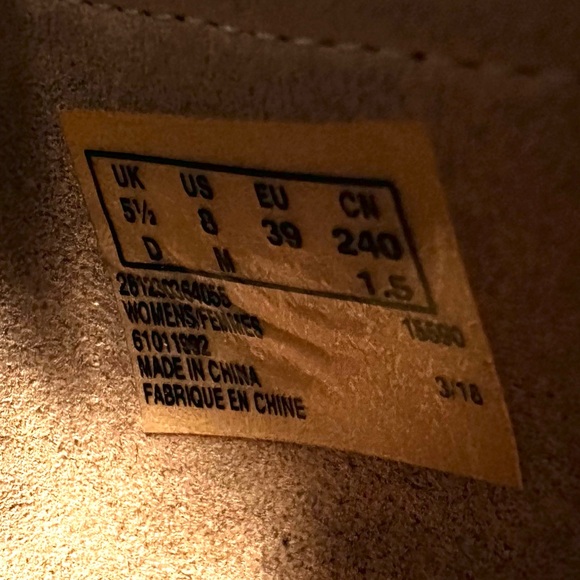 UK US EU CN
5½ 8 39 240
D M 1.5
WOMENS/FEMMES 15590
MADE IN CHINA 3/18
FABRIQUE EN CHINE